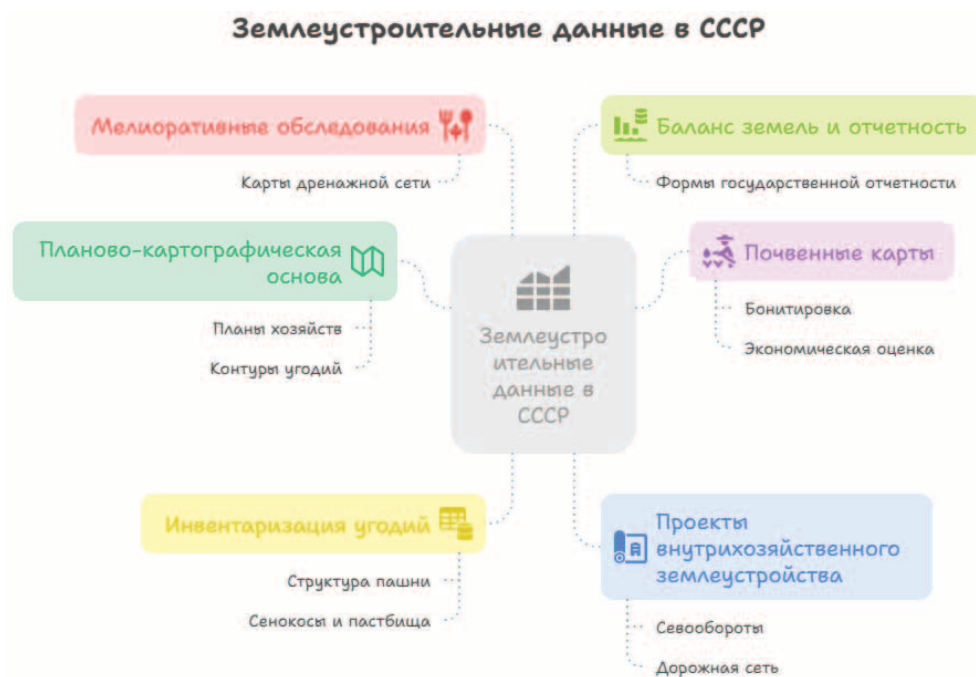 Землеустроительные данные в СССР
Мелиоративные обследования
Карты дренажной сети
Баланс земель и отчетность
Формы государственной отчетности
Планово-картографическая
основа
Планы хозяйств
Контуры угодий
Почвенные карты
Бонитировка
Экономическая оценка
Землеустро
ительные
данные в
СССР
Инвентаризация угодий
Структура пашни
Сенокосы и пастбища
Проекты
внутрихозяйственного
землеустройства
Севообороты
Дорожная сеть